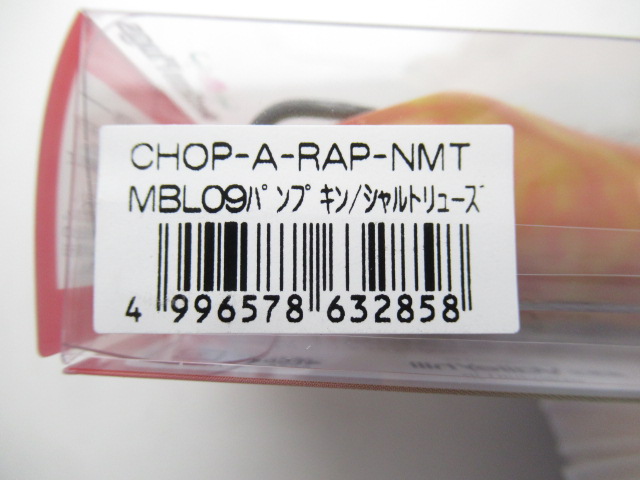 CHOP-A-RAP-NMT
MBL09ﾊﾟﾝﾌﾟｷﾝ/ｼｬﾙﾄﾘｭｰｽﾞ
4 996578 632858